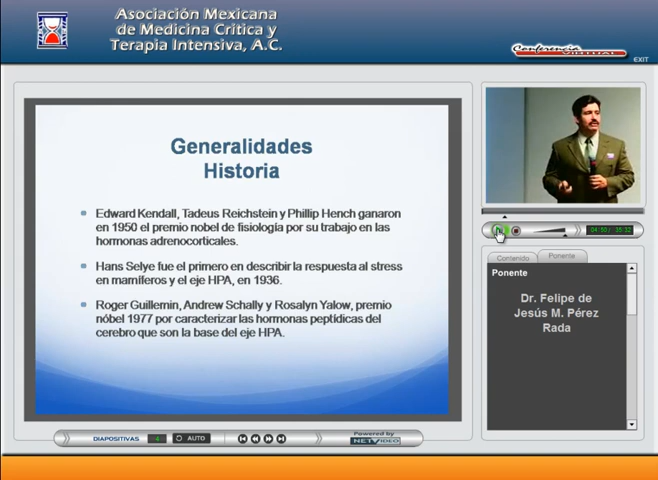 Asociación Mexicana
de Medicina Crítica y
Terapia Intensiva, A.C.
Conferencia
VIRTUAL
EXIT
Generalidades
Historia
Edward Kendall, Tadeus Reichstein y Phillip Hench ganaron
en 1950 el premio nobel de fisiología por su trabajo en las
hormonas adrenocorticales.
Hans Selye fue el primero en describir la respuesta al stress
en mamíferos y el eje HPA, en 1936.
Roger Guillemin, Andrew Schally y Rosalyn Yalow, premio
nóbel 1977 por caracterizar las hormonas peptídicas del
cerebro que son la base del eje HPA.
04:50 / 35:32
Contenido
Ponente
Ponente
Dr. Felipe de
Jesús M. Pérez
Rada
DIAPOSITIVAS
4
AUTO
Powered by
NETVIDEO